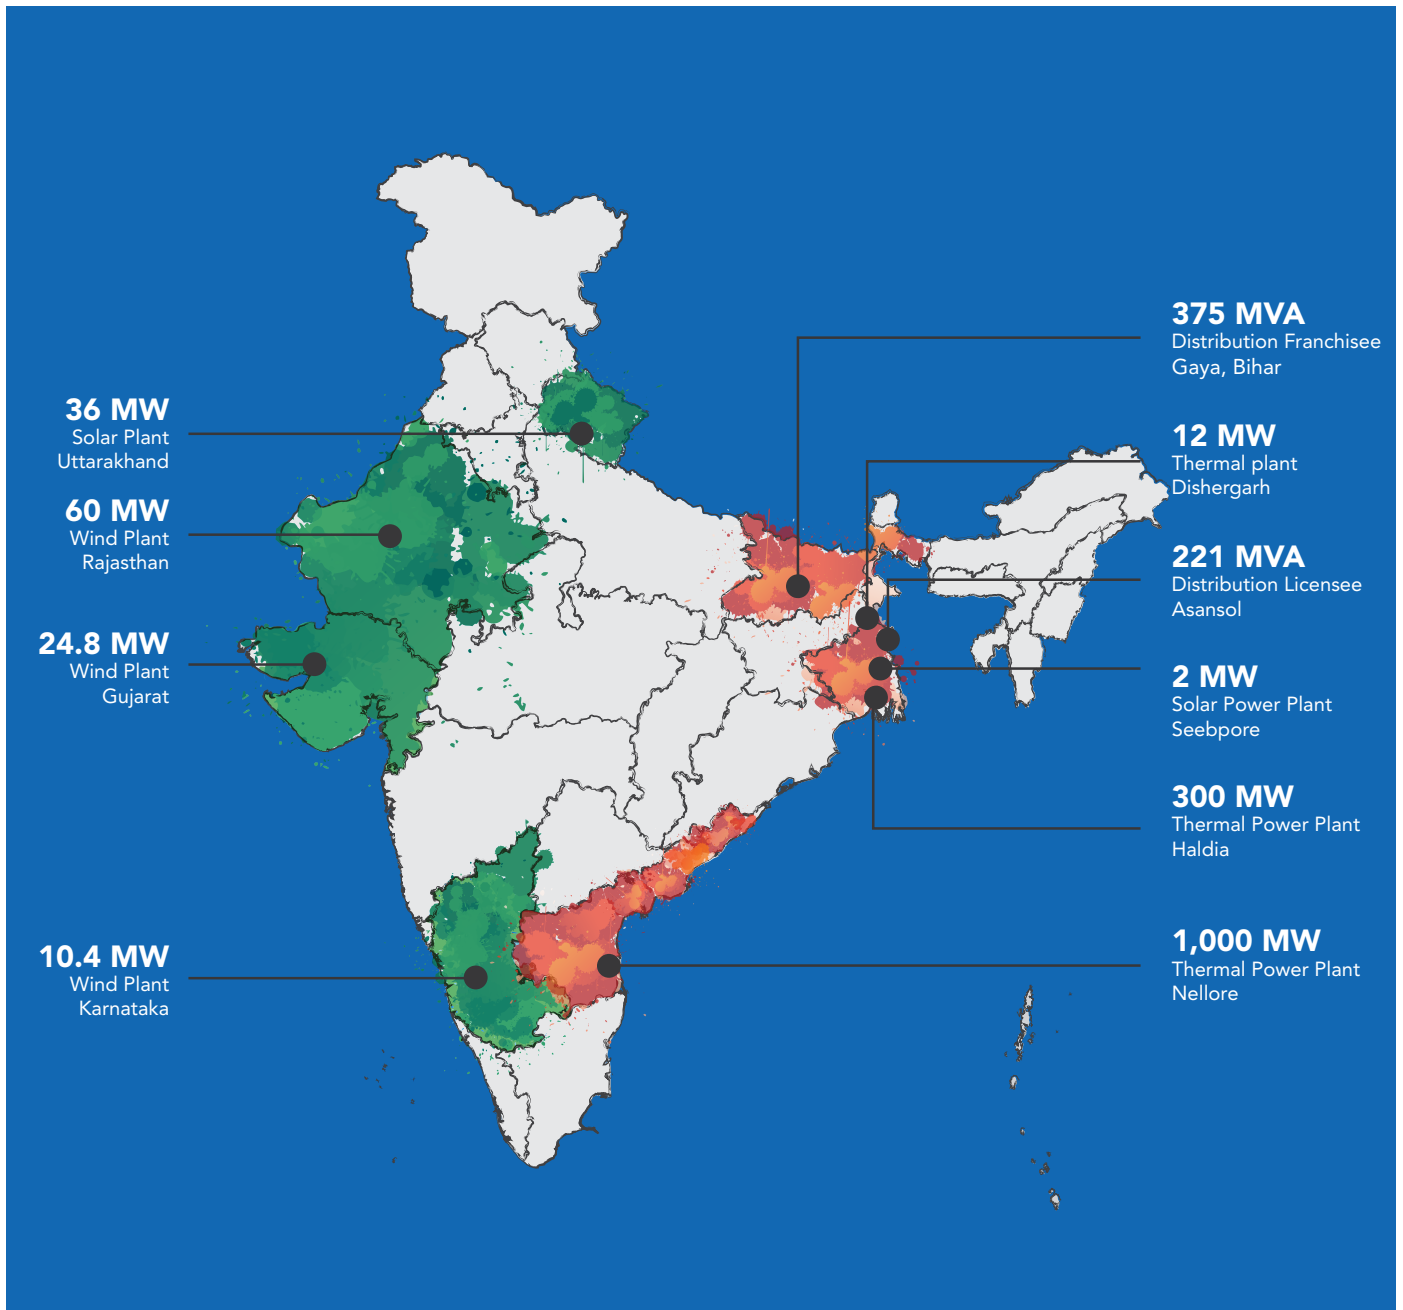 36 MW
Solar Plant
Uttarakhand
60 MW
Wind Plant
Rajasthan
24.8 MW
Wind Plant
Gujarat
10.4 MW
Wind Plant
Karnataka
375 MVA
Distribution Franchisee
Gaya, Bihar
12 MW
Thermal plant
Dishergarh
221 MVA
Distribution Licensee
Asansol
2 MW
Solar Power Plant
Seebpore
300 MW
Thermal Power Plant
Haldia
1,000 MW
Thermal Power Plant
Nellore